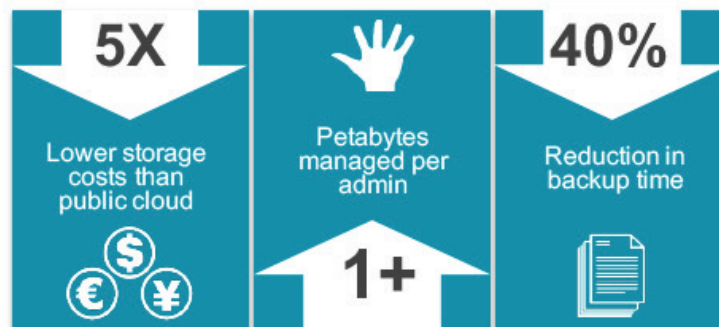 5X
Lower storage
costs than
public cloud
$
€
¥
Petabytes
managed per
admin
1+
40%
Reduction in
backup time